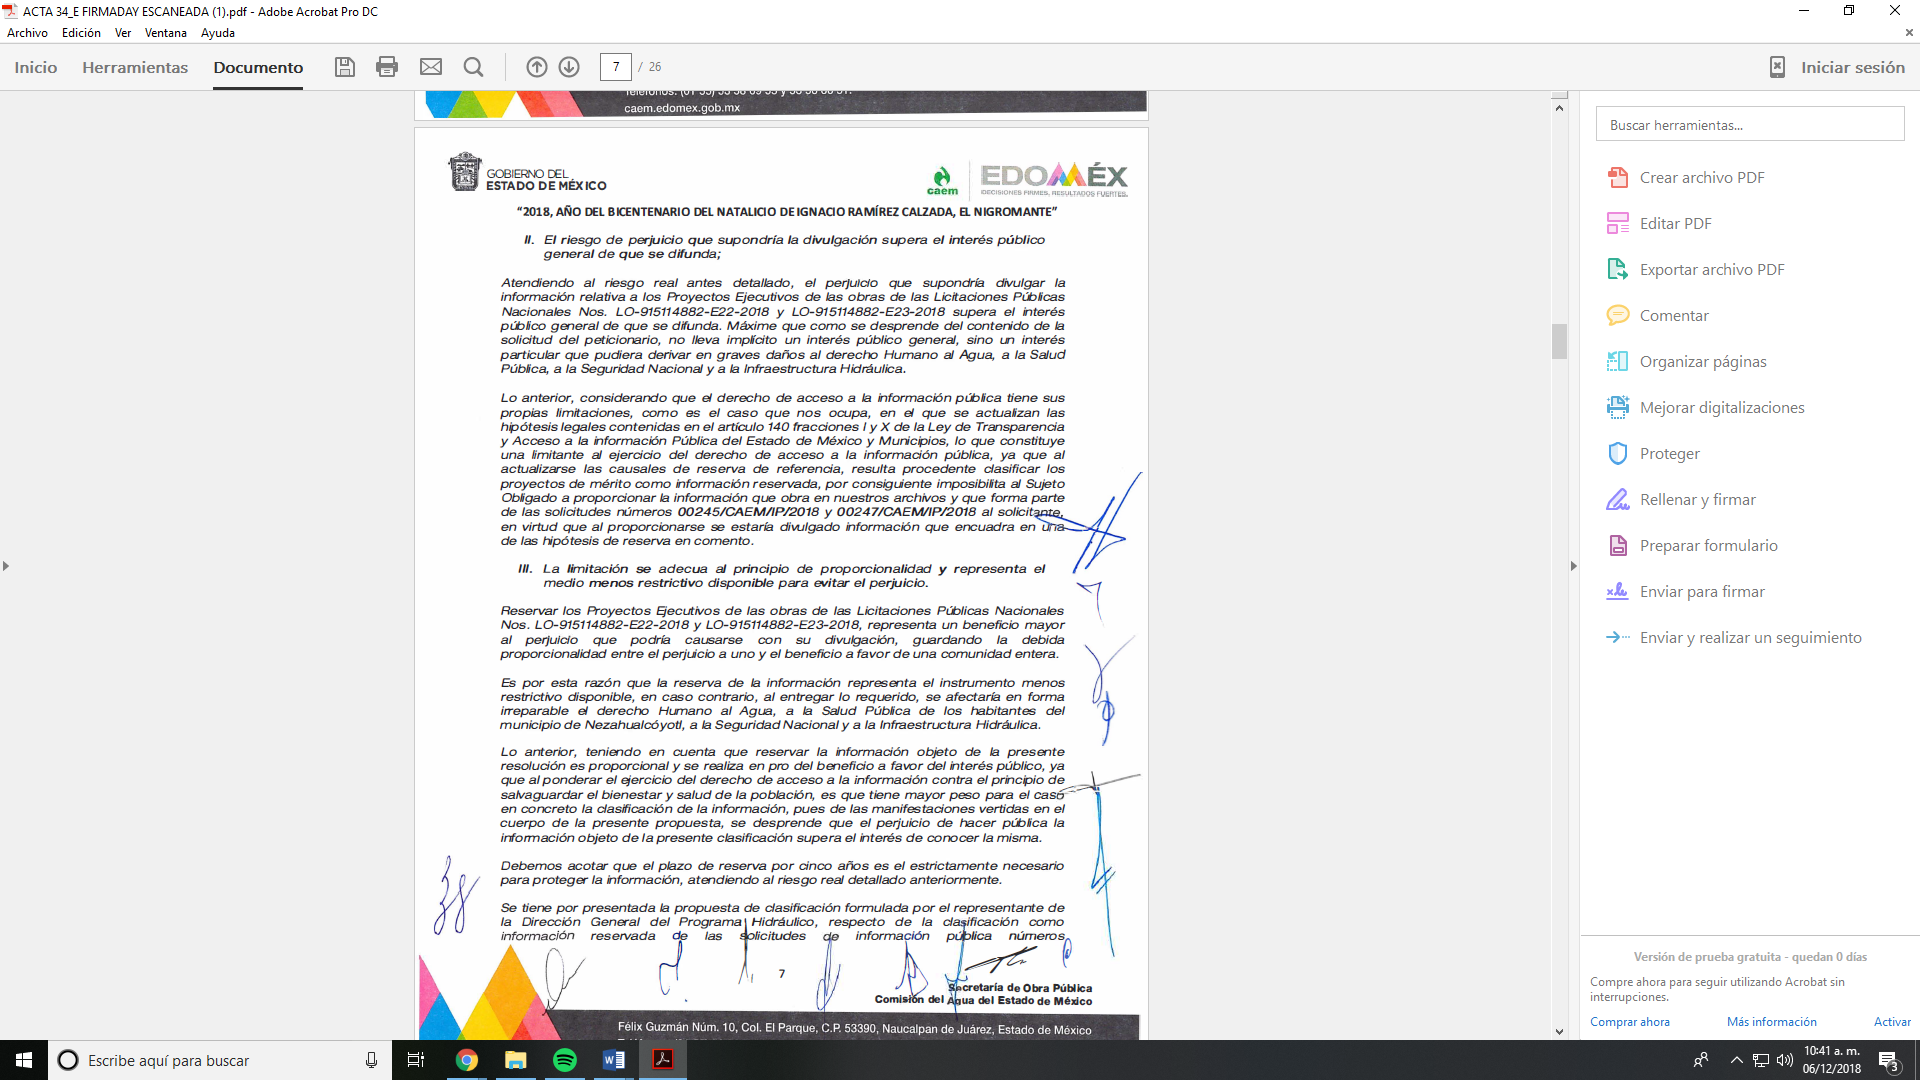 ACTA 34_E FIRMADAY ESCANEADA (1).pdf - Adobe Acrobat Pro DC
Archivo Edición Ver Ventana Ayuda
Inicio Herramientas Documento 7 / 26 Iniciar sesión
caem.edomex.gob.mx
GOBIERNO DEL
ESTADO DE MÉXICO
caem
EDOMÉX
DECISIONES FIRMES, RESULTADOS FUERTES.
“2018, AÑO DEL BICENTENARIO DEL NATALICIO DE IGNACIO RAMÍREZ CALZADA, EL NIGROMANTE”
II. El riesgo de perjuicio que supondría la divulgación supera el interés público
general de que se difunda;
Atendiendo al riesgo real antes detallado, el perjuicio que supondría divulgar la
información relativa a los Proyectos Ejecutivos de las obras de las Licitaciones Públicas
Nacionales Nos. LO-915114882-E22-2018 y LO-915114882-E23-2018 supera el interés
público general de que se difunda. Máxime que como se desprende del contenido de la
solicitud del peticionario, no lleva implícito un interés público general, sino un interés
particular que pudiera derivar en graves daños al derecho Humano al Agua, a la Salud
Pública, a la Seguridad Nacional y a la Infraestructura Hidráulica.
Lo anterior, considerando que el derecho de acceso a la información pública tiene sus
propias limitaciones, como es el caso que nos ocupa, en el que se actualizan las
hipótesis legales contenidas en el artículo 140 fracciones I y X de la Ley de Transparencia
y Acceso a la información Pública del Estado de México y Municipios, lo que constituye
una limitante al ejercicio del derecho de acceso a la información pública, ya que al
actualizarse las causales de reserva de referencia, resulta procedente clasificar los
proyectos de mérito como información reservada, por consiguiente imposibilita al Sujeto
Obligado a proporcionar la información que obra en nuestros archivos y que forma parte
de las solicitudes números 00245/CAEM/IP/2018 y 00247/CAEM/IP/2018 al solicitante,
en virtud que al proporcionarse se estaría divulgado información que encuadra en una
de las hipótesis de reserva en comento.
III. La limitación se adecua al principio de proporcionalidad y representa el
medio menos restrictivo disponible para evitar el perjuicio.
Reservar los Proyectos Ejecutivos de las obras de las Licitaciones Públicas Nacionales
Nos. LO-915114882-E22-2018 y LO-915114882-E23-2018, representa un beneficio mayor
al perjuicio que podría causarse con su divulgación, guardando la debida
proporcionalidad entre el perjuicio a uno y el beneficio a favor de una comunidad entera.
Es por esta razón que la reserva de la información representa el instrumento menos
restrictivo disponible, en caso contrario, al entregar lo requerido, se afectaría en forma
irreparable el derecho Humano al Agua, a la Salud Pública de los habitantes del
municipio de Nezahualcóyotl, a la Seguridad Nacional y a la Infraestructura Hidráulica.
Lo anterior, teniendo en cuenta que reservar la información objeto de la presente
resolución es proporcional y se realiza en pro del beneficio a favor del interés público, ya
que al ponderar el ejercicio del derecho de acceso a la información contra el principio de
salvaguardar el bienestar y salud de la población, es que tiene mayor peso para el caso
en concreto la clasificación de la información, pues de las manifestaciones vertidas en el
cuerpo de la presente propuesta, se desprende que el perjuicio de hacer pública la
información objeto de la presente clasificación supera el interés de conocer la misma.
Debemos acotar que el plazo de reserva por cinco años es el estrictamente necesario
para proteger la información, atendiendo al riesgo real detallado anteriormente.
Se tiene por presentada la propuesta de clasificación formulada por el representante de
la Dirección General del Programa Hidráulico, respecto de la clasificación como
información reservada de las solicitudes de información pública números
7
Secretaría de Obra Pública
Comisión del Agua del Estado de México
Félix Guzmán Núm. 10, Col. El Parque, C.P. 53390, Naucalpan de Juárez, Estado de México
Buscar herramientas...
Crear archivo PDF
Editar PDF
Exportar archivo PDF
Comentar
Organizar páginas
Mejorar digitalizaciones
Proteger
Rellenar y firmar
Preparar formulario
Enviar para firmar
Enviar y realizar un seguimiento
Versión de prueba gratuita - quedan 0 días
Compre ahora para seguir utilizando Acrobat sin
interrupciones.
Comprar ahora Más información Activar
Escribe aquí para buscar
10:41 a. m.
06/12/2018
3